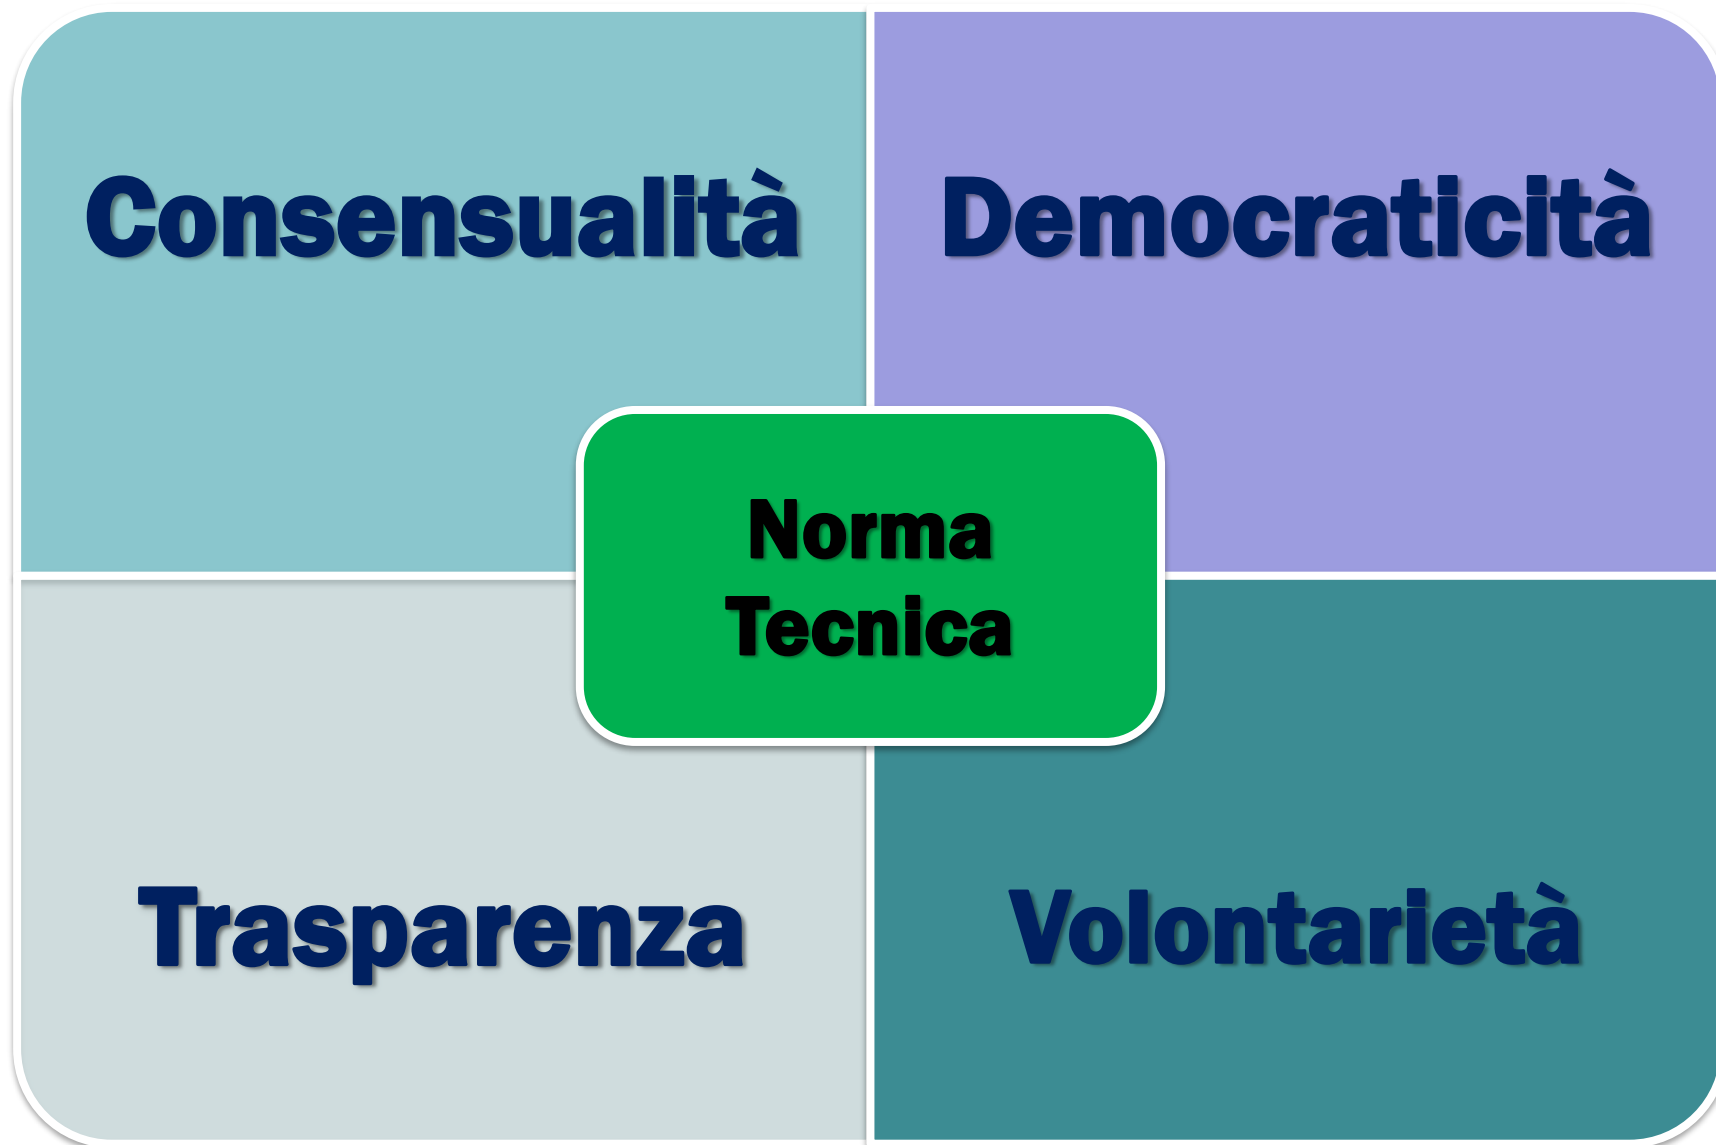 Consensualità
Democraticità
Norma
Tecnica
Trasparenza
Volontarietà